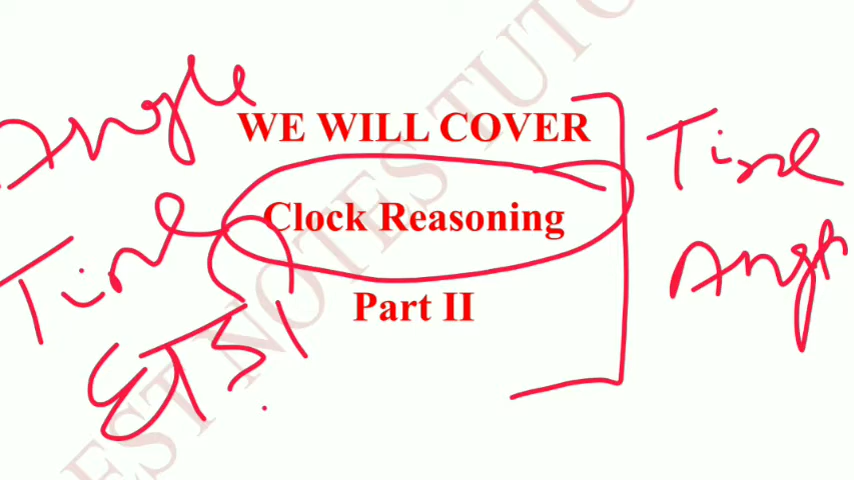 Angle
WE WILL COVER
Time
Clock Reasoning
Time
Angle
Part II